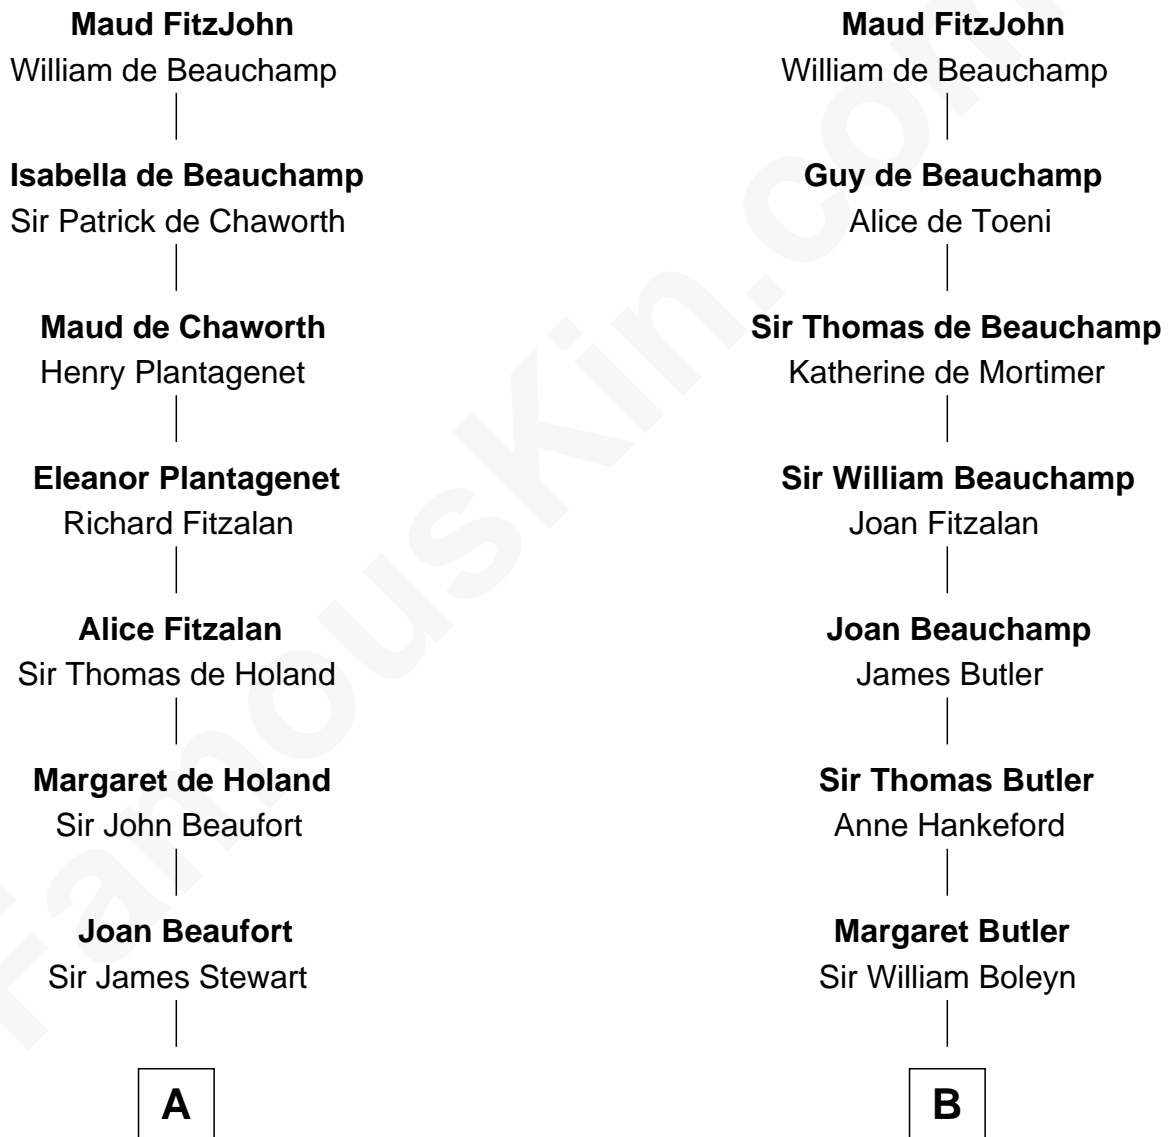 Maud FitzJohn
William de Beauchamp
Isabella de Beauchamp
Sir Patrick de Chaworth
Maud de Chaworth
Henry Plantagenet
Eleanor Plantagenet
Richard Fitzalan
Alice Fitzalan
Sir Thomas de Holand
Margaret de Holand
Sir John Beaufort
Joan Beaufort
Sir James Stewart
A
Maud FitzJohn
William de Beauchamp
Guy de Beauchamp
Alice de Toeni
Sir Thomas de Beauchamp
Katherine de Mortimer
Sir William Beauchamp
Joan Fitzalan
Joan Beauchamp
James Butler
Sir Thomas Butler
Anne Hankeford
Margaret Butler
Sir William Boleyn
B
FamousKin.com